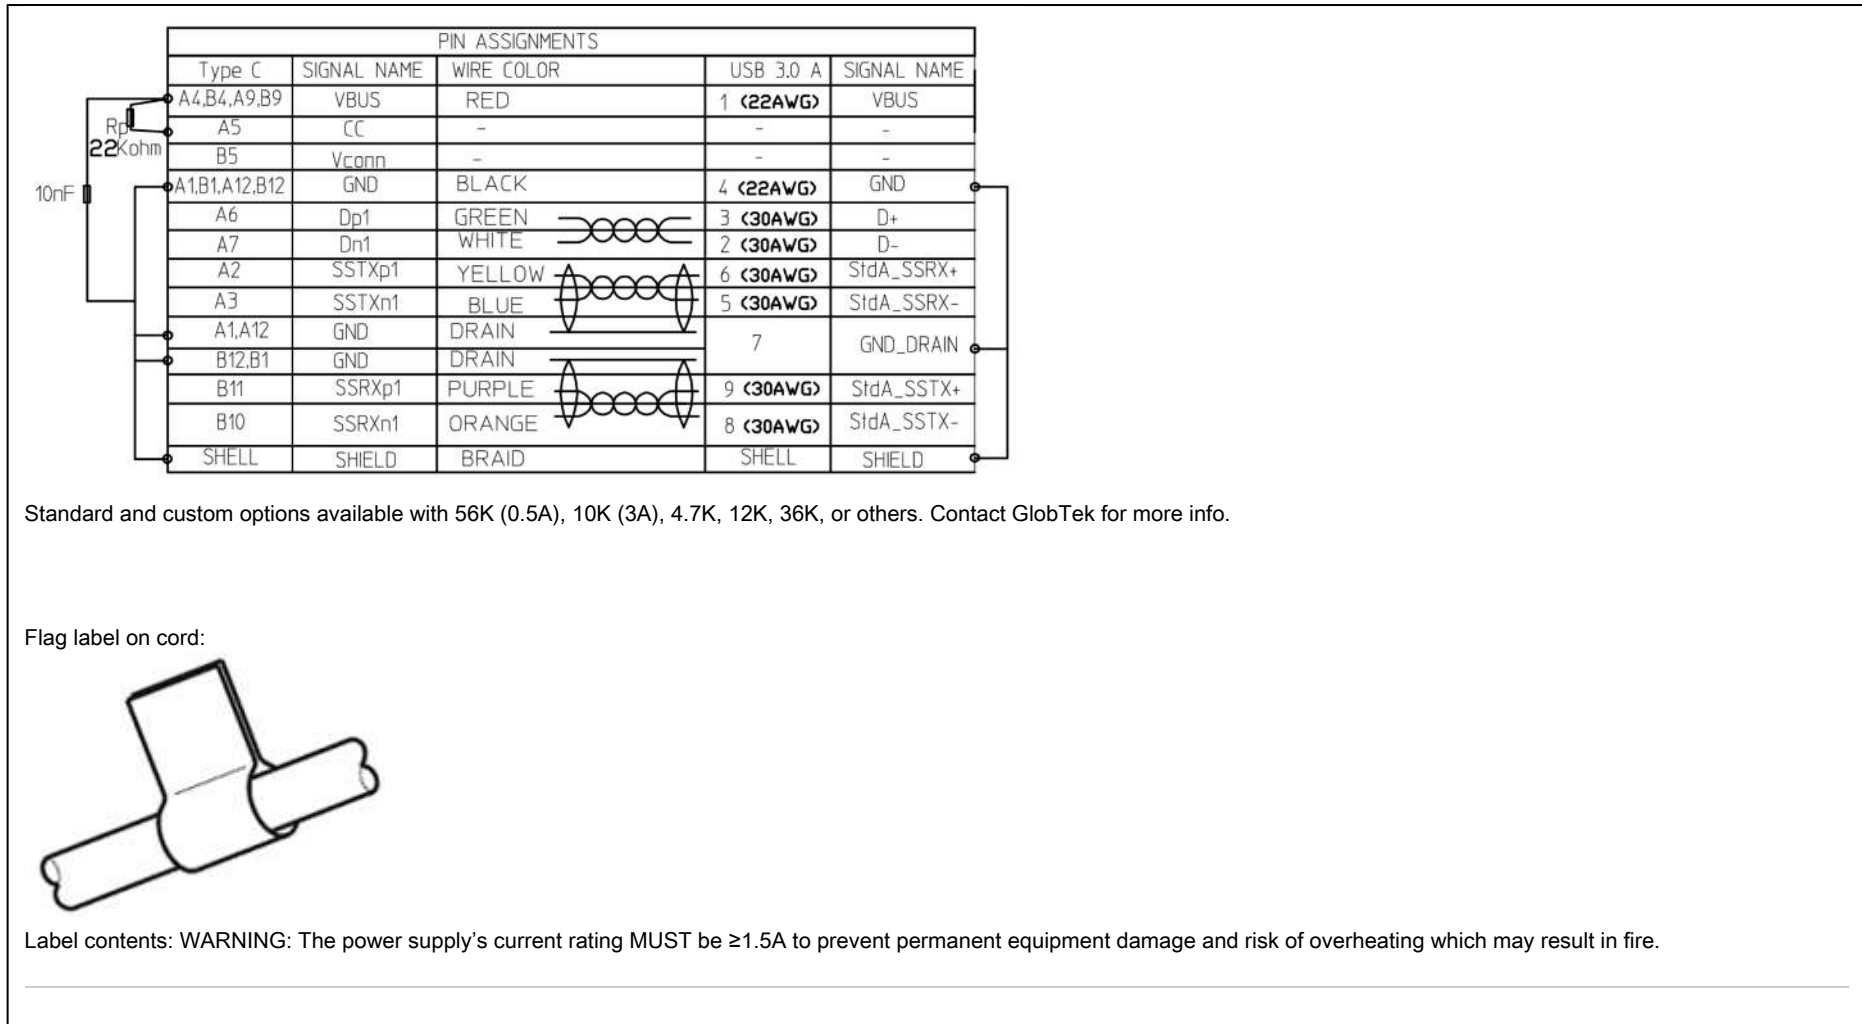 PIN ASSIGNMENTS
Type C SIGNAL NAME WIRE COLOR USB 3.0 A SIGNAL NAME
A4,B4,A9,B9 VBUS RED 1 (22AWG) VBUS
Rp A5 CC - - -
22Kohm B5 Vconn - - -
10nF A1,B1,A12,B12 GND BLACK 4 (22AWG) GND
A6 Dp1 GREEN 3 (30AWG) D+
A7 Dn1 WHITE 2 (30AWG) D-
A2 SSTXp1 YELLOW 6 (30AWG) StdA_SSRX+
A3 SSTXn1 BLUE 5 (30AWG) StdA_SSRX-
A1,A12 GND DRAIN 7 GND_DRAIN
B12,B1 GND DRAIN
B11 SSRXp1 PURPLE 9 (30AWG) StdA_SSTX+
B10 SSRXn1 ORANGE 8 (30AWG) StdA_SSTX-
SHELL SHIELD BRAID SHELL SHIELD
Standard and custom options available with 56K (0.5A), 10K (3A), 4.7K, 12K, 36K, or others. Contact GlobTek for more info.
Flag label on cord:
Label contents: WARNING: The power supply’s current rating MUST be ≥1.5A to prevent permanent equipment damage and risk of overheating which may result in fire.